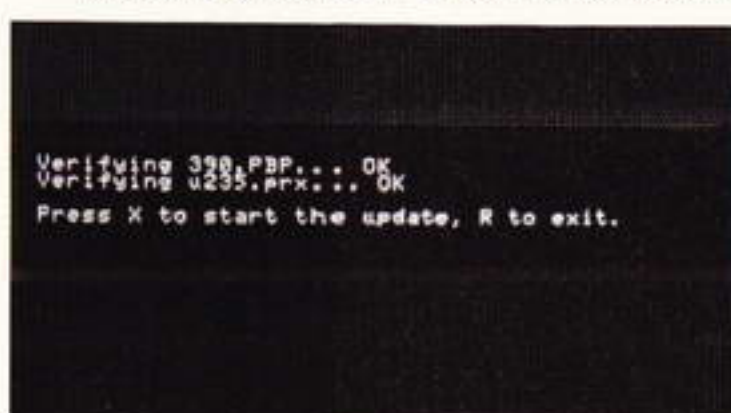 Verifying 390.PBP... OK
Verifying u235.prx... OK
Press X to start the update, R to exit.